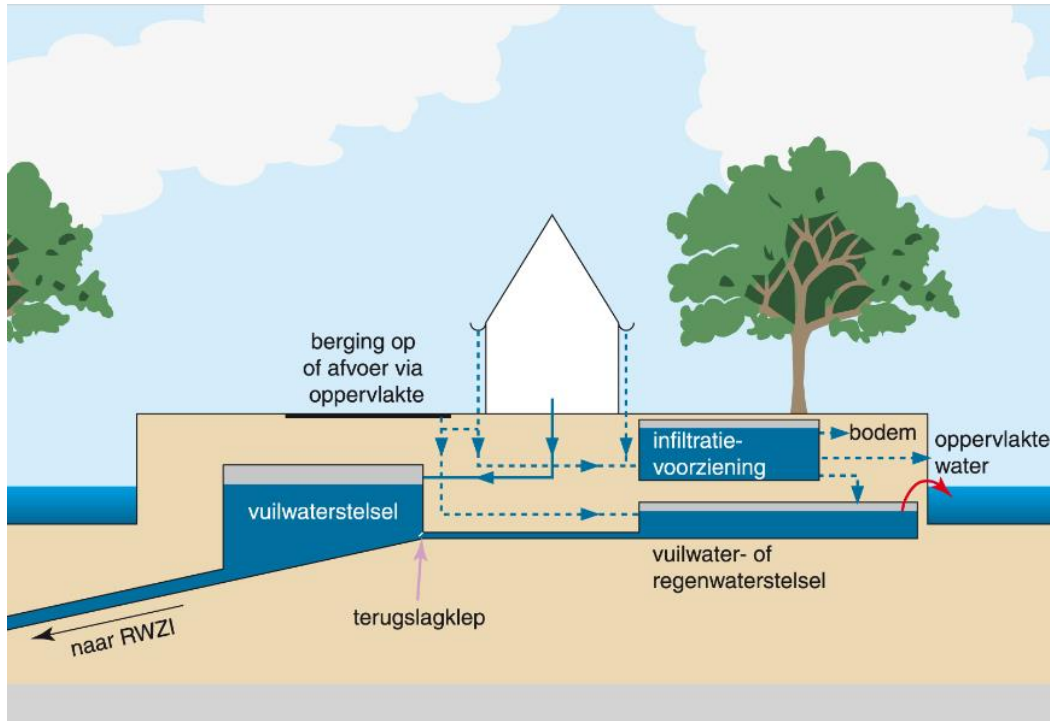 berging op
of afvoer via
oppervlakte
infiltratie-
voorziening
bodem
oppervlakte
water
vuilwaterstelsel
vuilwater- of
regenwaterstelsel
terugslagklep
naar RWZI